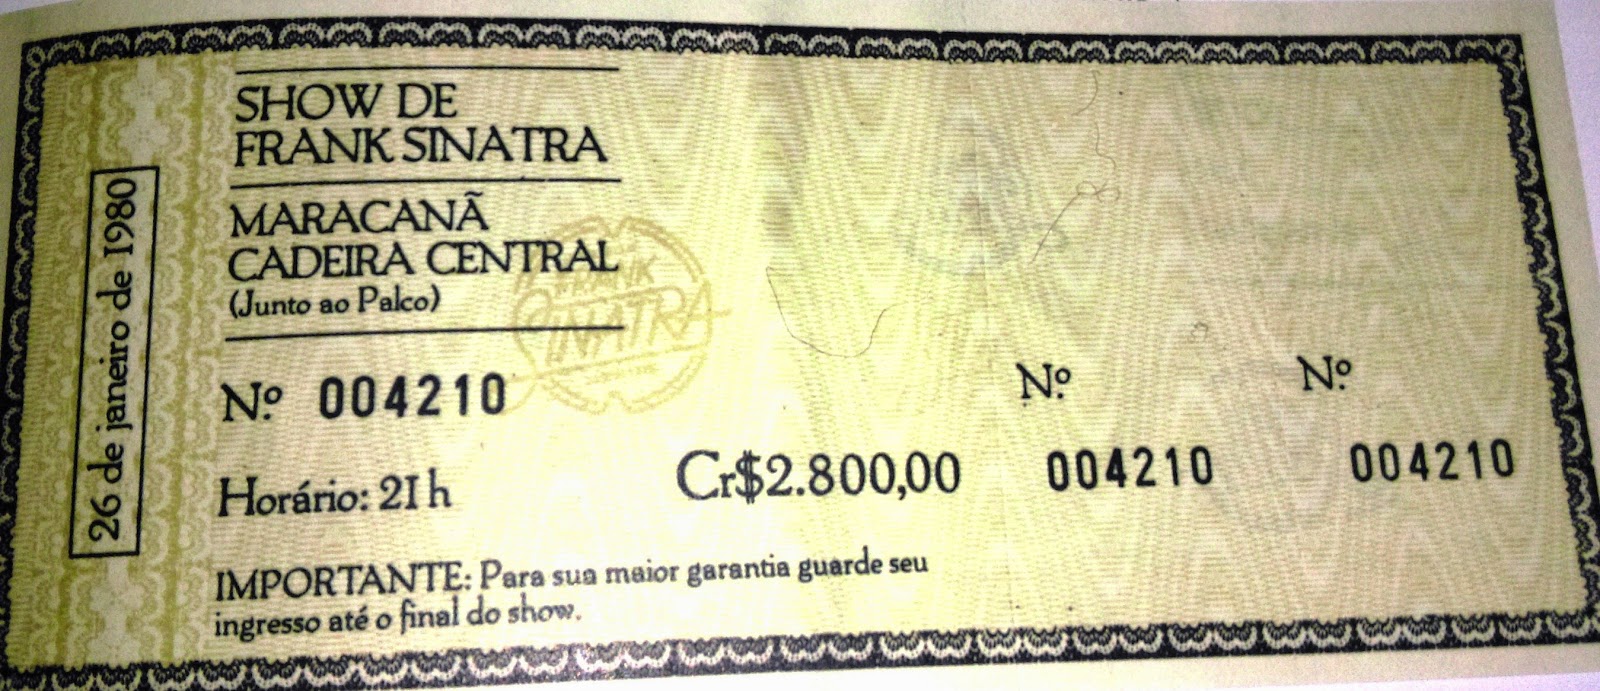 26 de janeiro de 1980
SHOW DE
FRANK SINATRA
MARACANÃ
CADEIRA CENTRAL
(Junto ao Palco)
FRANK
SINATRA
Nº 004210
Nº
Nº
Horário: 21 h
Cr$2.800,00
004210
004210
IMPORTANTE: Para sua maior garantia guarde seu
ingresso até o final do show.